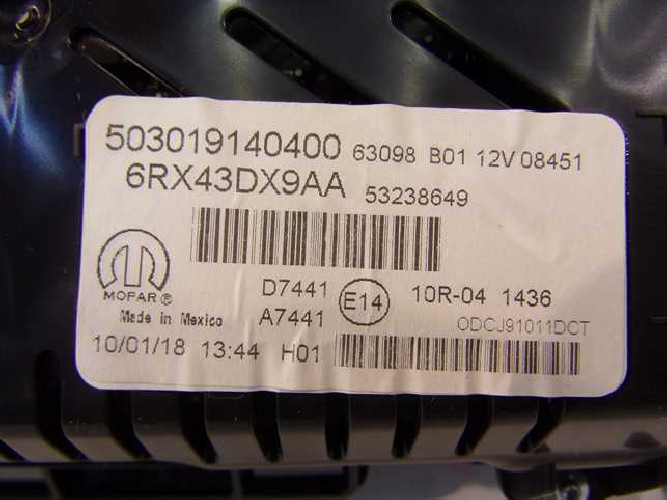 503019140400 63098 B01 12V 08451
6RX43DX9AA 53238649
MOPAR®
D7441 E14 10R-04 1436
Made in Mexico A7441 ODCJ91011DCT
10/01/18 13:44 H01